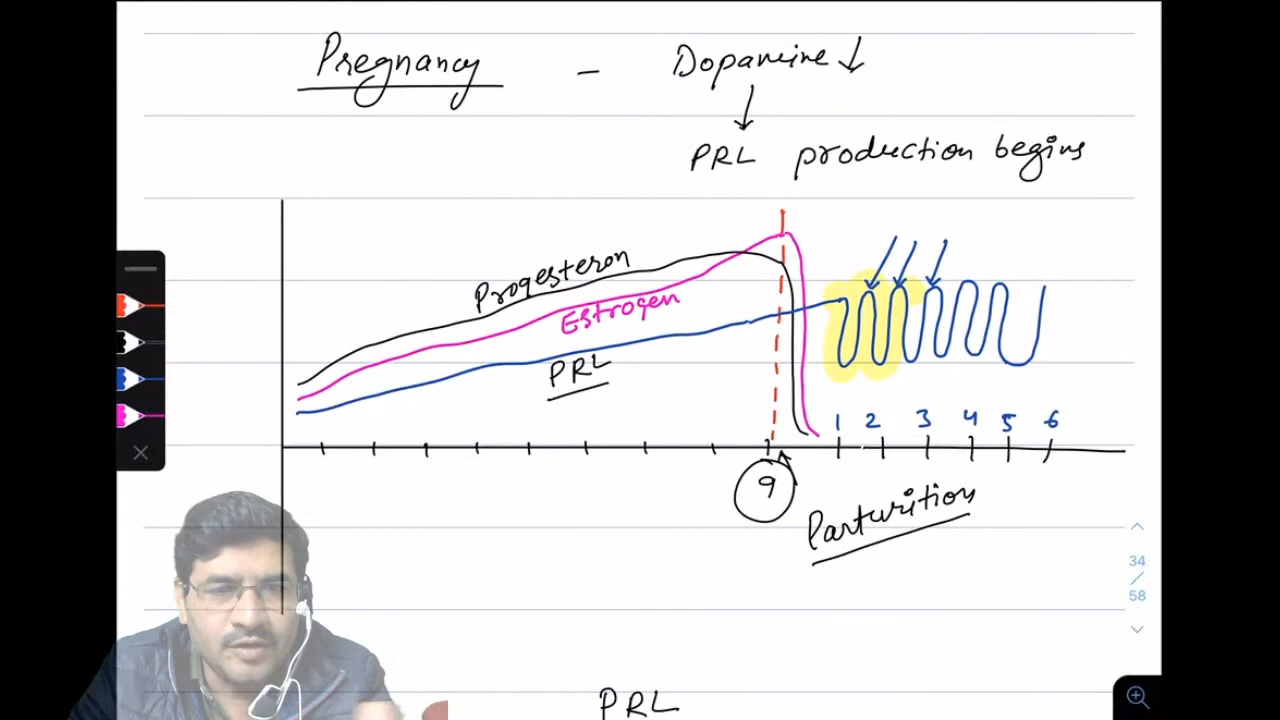 Pregnancy - Dopamine ↓
↓
PRL production begins
Progesteron
Estrogen
PRL
1 2 3 4 5 6
9
Parturition
34
/
58
PRL